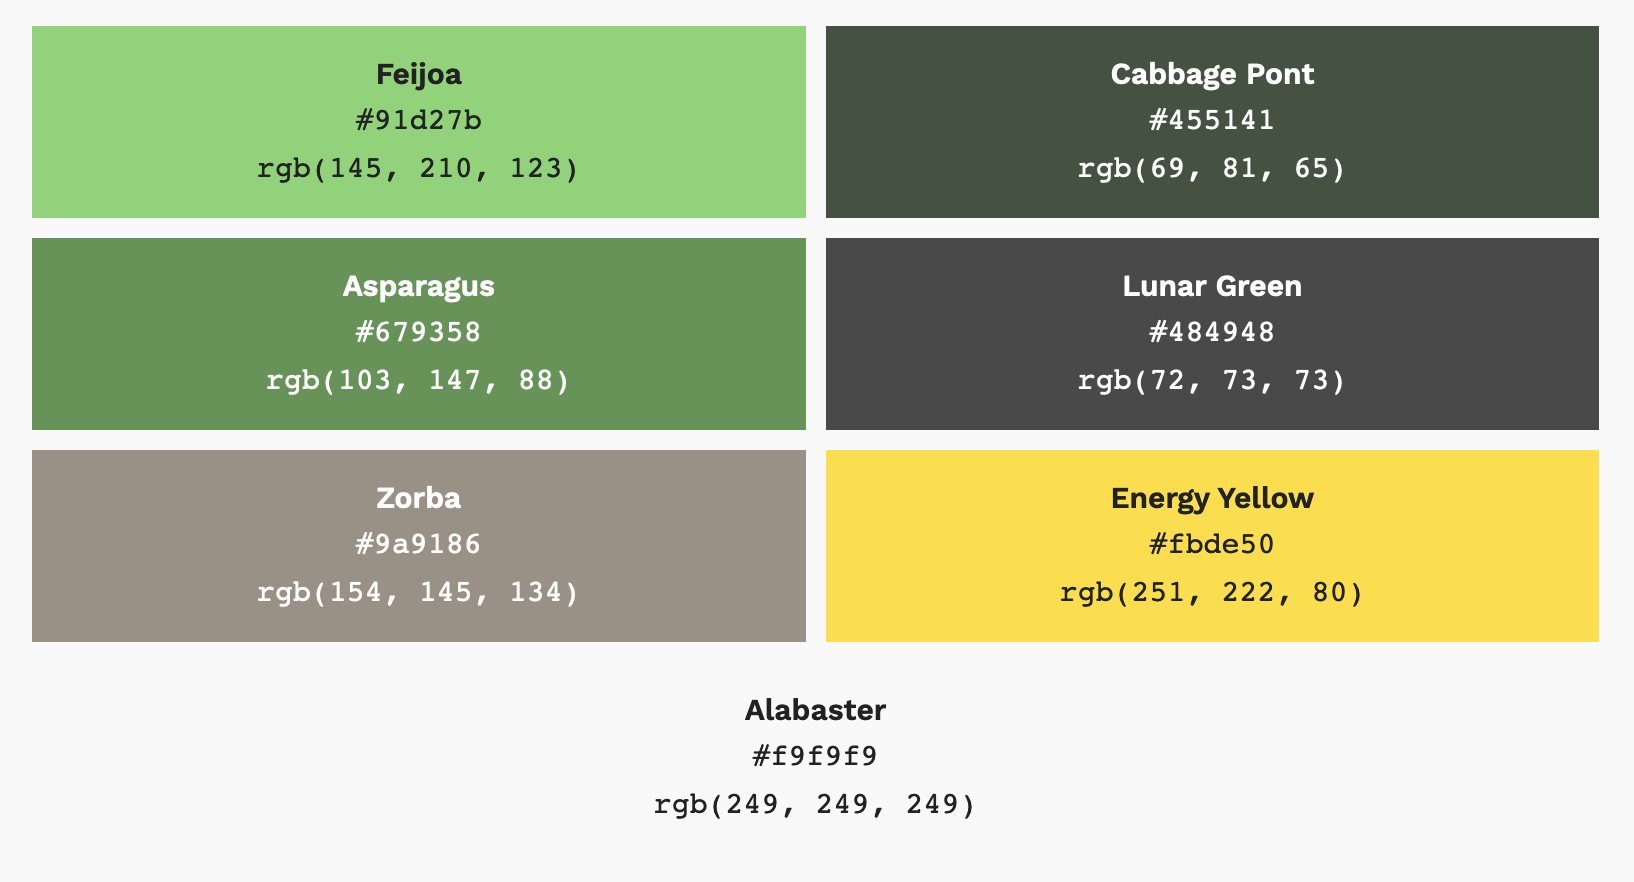 Feijoa
#91d27b
rgb(145, 210, 123)
Cabbage Pont
#455141
rgb(69, 81, 65)
Asparagus
#679358
rgb(103, 147, 88)
Lunar Green
#484948
rgb(72, 73, 73)
Zorba
#9a9186
rgb(154, 145, 134)
Energy Yellow
#fbde50
rgb(251, 222, 80)
Alabaster
#f9f9f9
rgb(249, 249, 249)